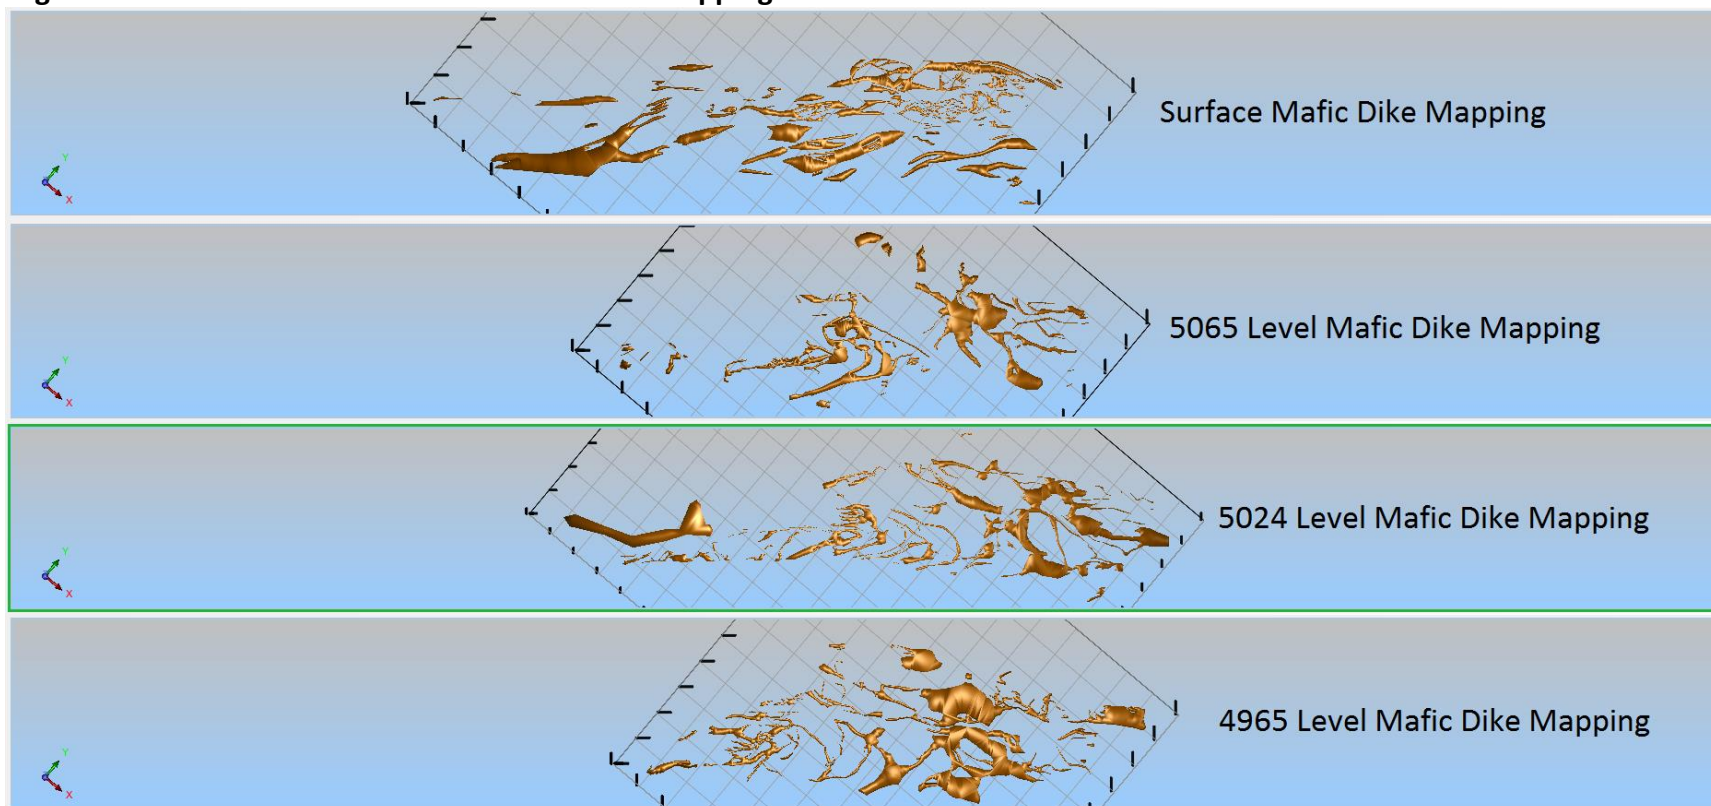 Surface Mafic Dike Mapping
Y
X
5065 Level Mafic Dike Mapping
Y
X
5024 Level Mafic Dike Mapping
Y
X
4965 Level Mafic Dike Mapping
Y
X